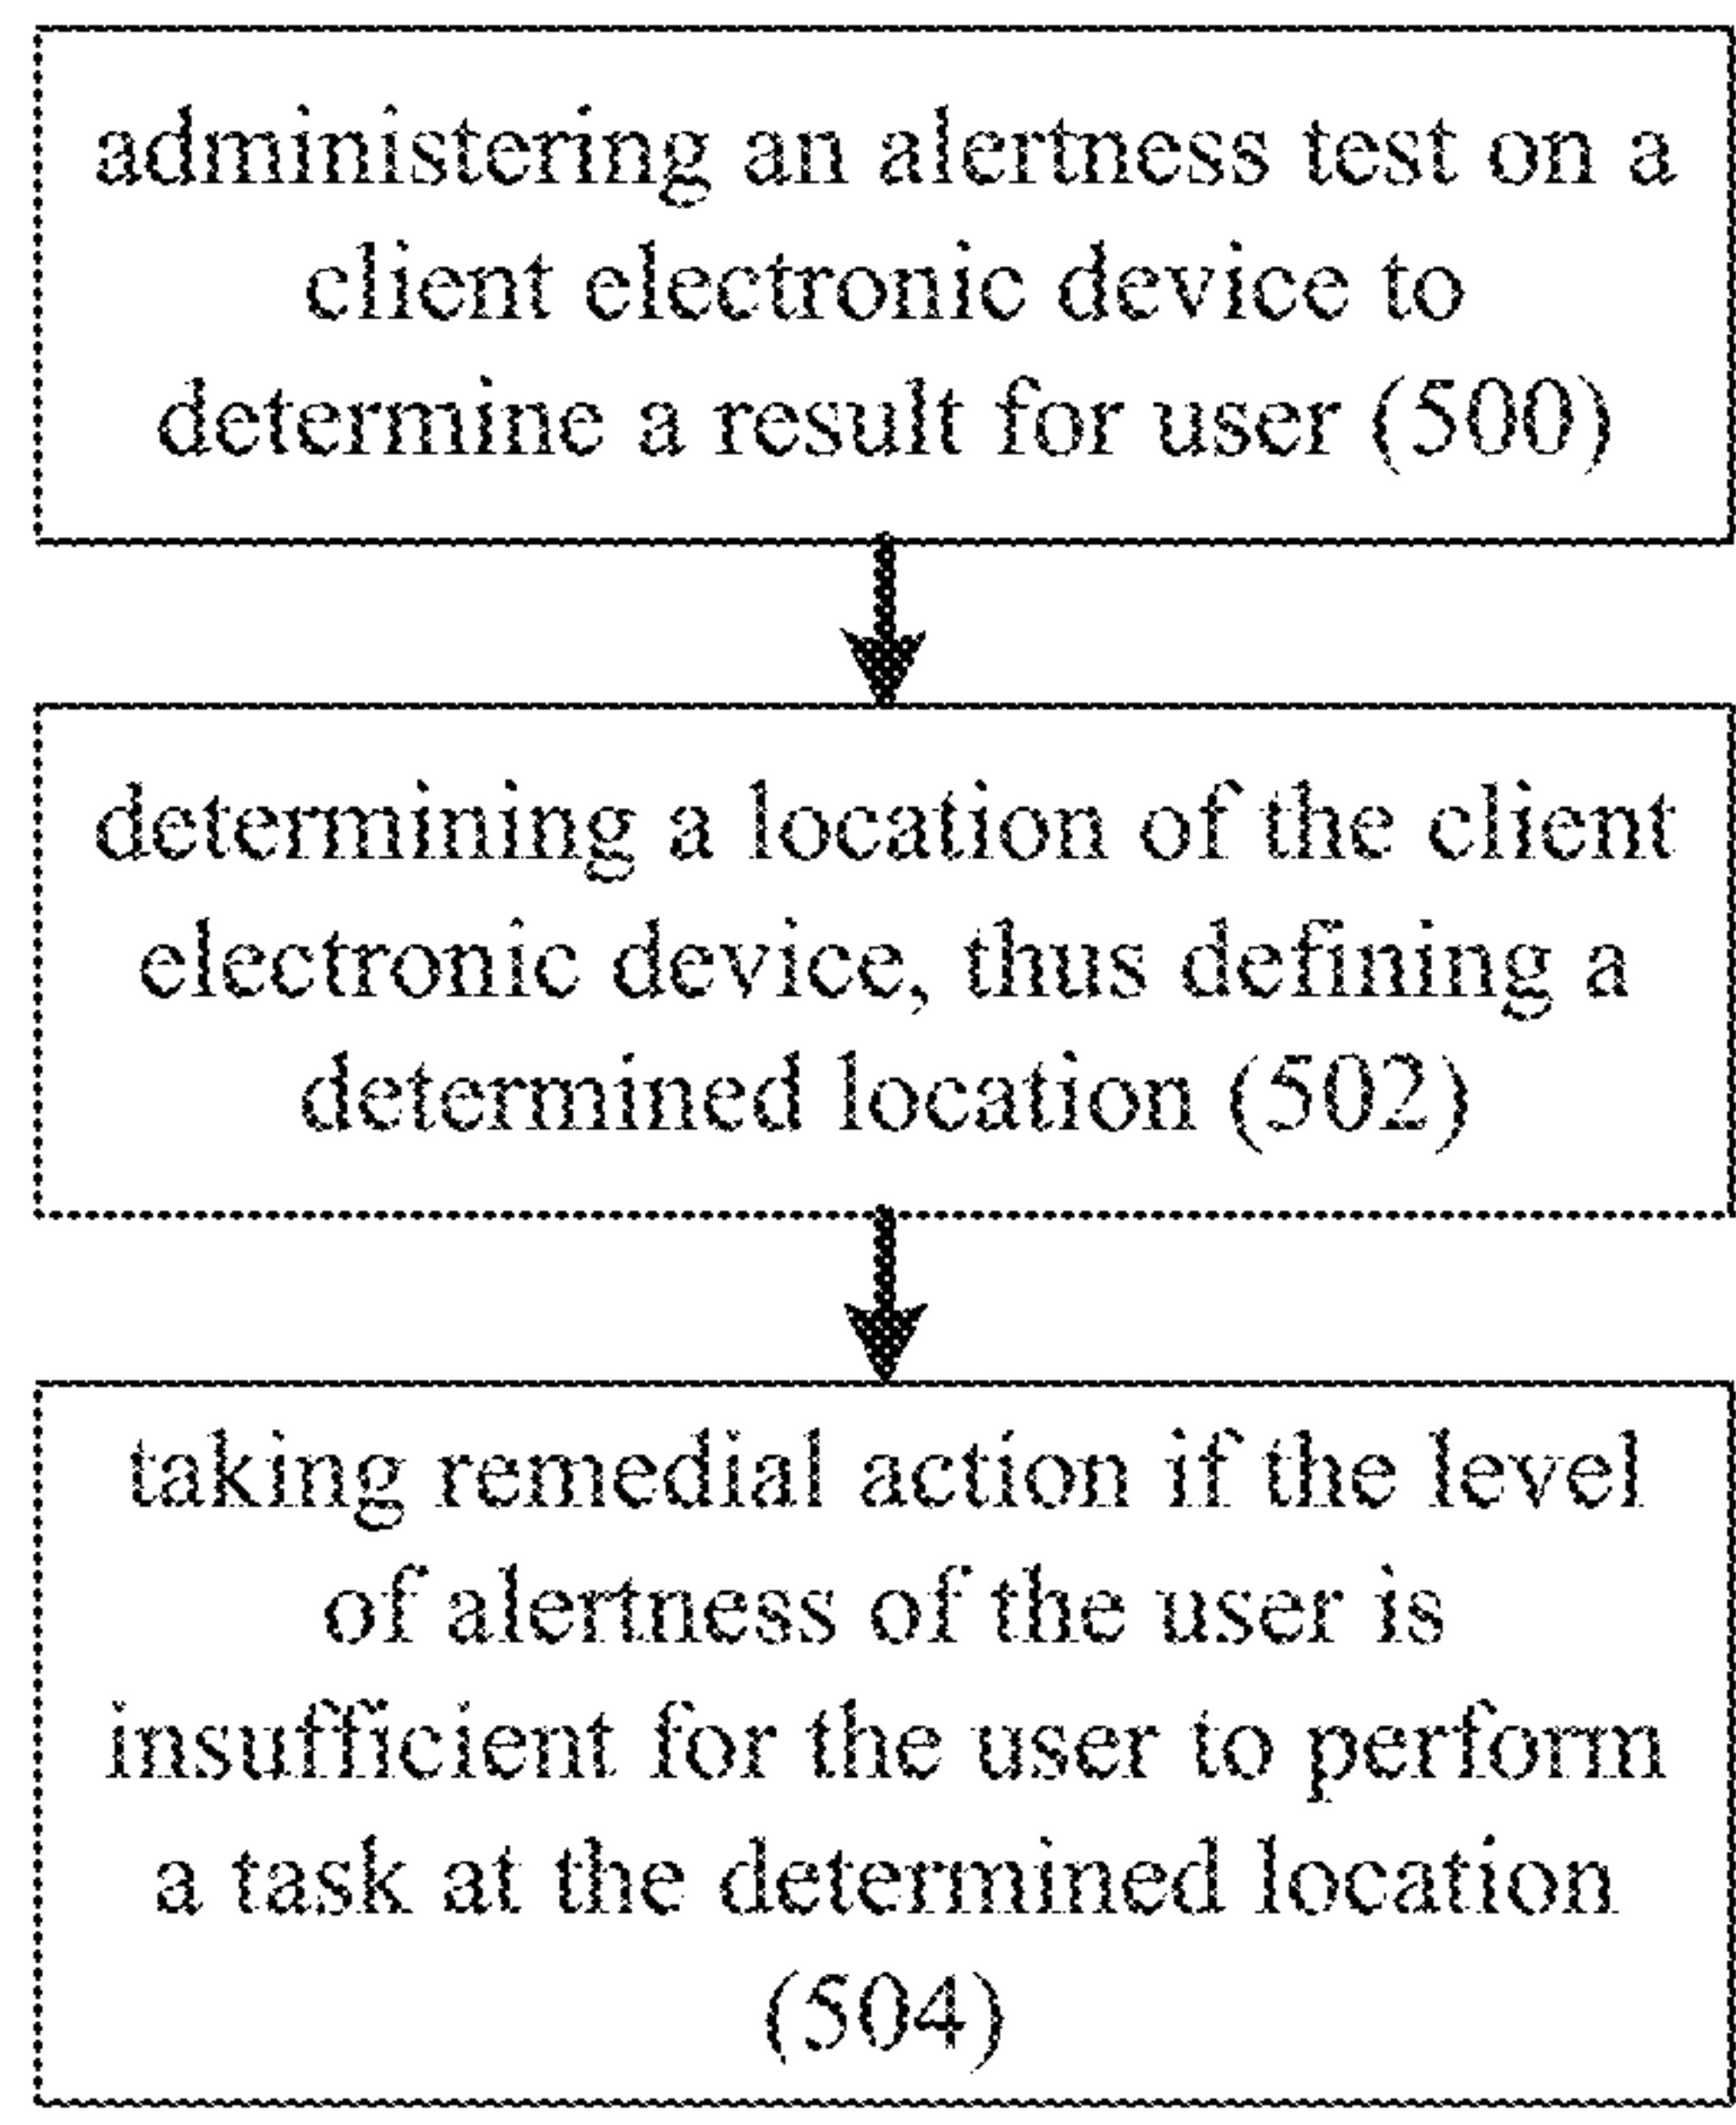 administering an alertness test on a
client electronic device to
determine a result for user (500)
determining a location of the client
electronic device, thus defining a
determined location (502)
taking remedial action if the level
of alertness of the user is
insufficient for the user to perform
a task at the determined location
(504)